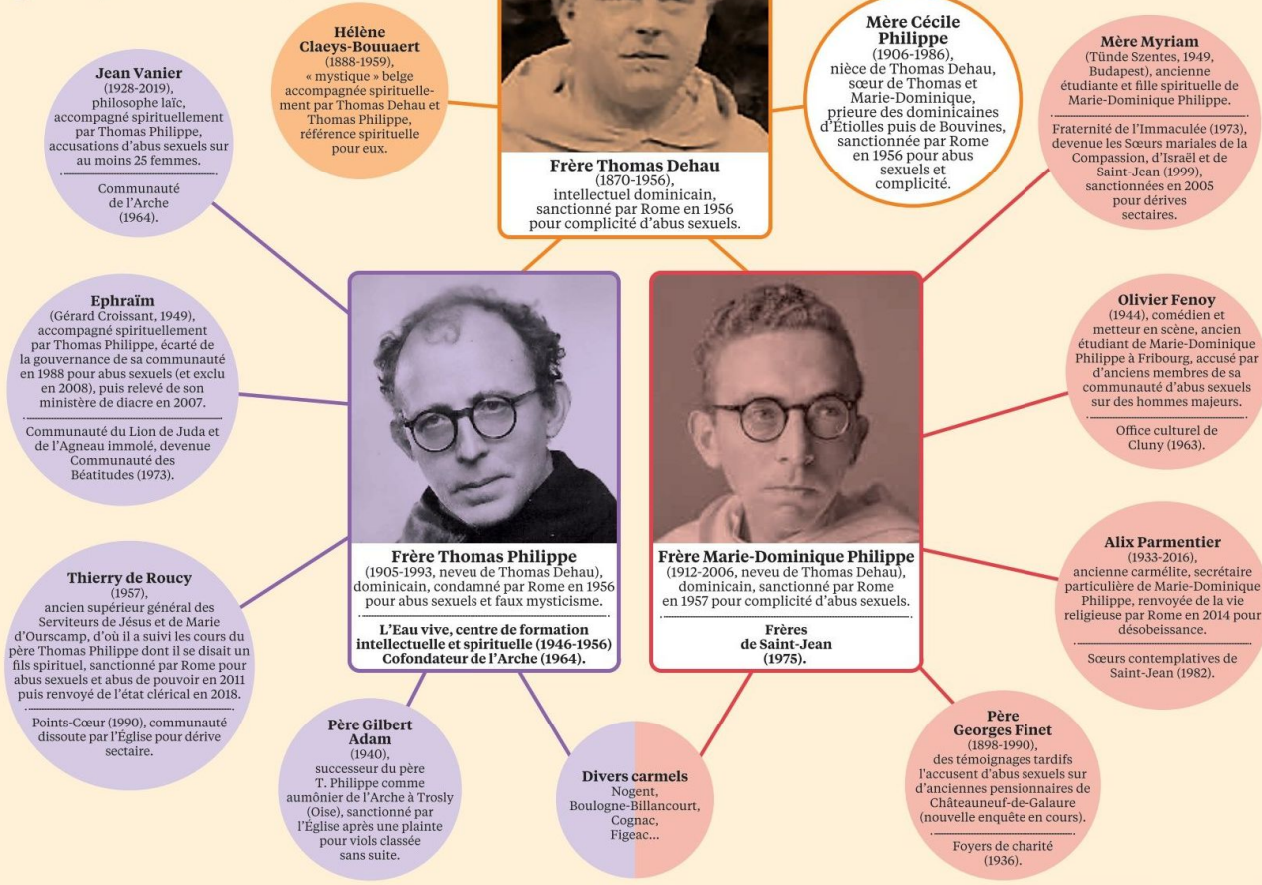 Hélène
Claeys-Bouuaert
(1888-1959),
« mystique » belge
accompagnée spirituelle-
ment par Thomas Dehau et
Thomas Philippe,
référence spirituelle
pour eux.
Frère Thomas Dehau
(1870-1956),
intellectuel dominicain,
sanctionné par Rome en 1956
pour complicité d’abus sexuels.
Mère Cécile
Philippe
(1906-1986),
nièce de Thomas Dehau,
sœur de Thomas et
Marie-Dominique,
prieure des dominicaines
d’Étiolles puis de Bouvines,
sanctionnée par Rome
en 1956 pour abus
sexuels et
complicité.
Jean Vanier
(1928-2019),
philosophe laïc,
accompagné spirituellement
par Thomas Philippe,
accusations d’abus sexuels sur
au moins 25 femmes.
Communauté
de l’Arche
(1964).
Mère Myriam
(Tünde Szentes, 1949,
Budapest), ancienne
étudiante et fille spirituelle de
Marie-Dominique Philippe.
Fraternité de l’Immaculée (1973),
devenue les Sœurs mariales de la
Compassion, d’Israël et de
Saint-Jean (1999),
sanctionnées en 2005
pour dérives
sectaires.
Ephraïm
(Gérard Croissant, 1949),
accompagné spirituellement
par Thomas Philippe, écarté de
la gouvernance de sa communauté
en 1988 pour abus sexuels (et exclu
en 2008), puis relevé de son
ministère de diacre en 2007.
Communauté du Lion de Juda et
de l’Agneau immolé, devenue
Communauté des
Béatitudes (1973).
Olivier Fenoy
(1944), comédien et
metteur en scène, ancien
étudiant de Marie-Dominique
Philippe à Fribourg, accusé par
d’anciens membres de sa
communauté d’abus sexuels
sur des hommes majeurs.
Office culturel de
Cluny (1963).
Frère Thomas Philippe
(1905-1993, neveu de Thomas Dehau),
dominicain, condamné par Rome en 1956
pour abus sexuels et faux mysticisme.
L’Eau vive, centre de formation
intellectuelle et spirituelle (1946-1956)
Cofondateur de l’Arche (1964).
Frère Marie-Dominique Philippe
(1912-2006, neveu de Thomas Dehau),
dominicain, sanctionné par Rome
en 1957 pour complicité d’abus sexuels.
Frères
de Saint-Jean
(1975).
Thierry de Roucy
(1957),
ancien supérieur général des
Serviteurs de Jésus et de Marie
d’Ourscamp, d’où il a suivi les cours du
père Thomas Philippe dont il se disait un
fils spirituel, sanctionné par Rome pour
abus sexuels et abus de pouvoir en 2011
puis renvoyé de l’état clérical en 2018.
Points-Cœur (1990), communauté
dissoute par l’Église pour dérive
sectaire.
Alix Parmentier
(1933-2016),
ancienne carmélite, secrétaire
particulière de Marie-Dominique
Philippe, renvoyée de la vie
religieuse par Rome en 2014 pour
désobeissance.
Sœurs contemplatives de
Saint-Jean (1982).
Père Gilbert
Adam
(1940),
successeur du père
T. Philippe comme
aumônier de l’Arche à Trosly
(Oise), sanctionné par
l’Église après une plainte
pour viols classée
sans suite.
Divers carmels
Nogent,
Boulogne-Billancourt,
Cognac,
Figeac...
Père
Georges Finet
(1898-1990),
des témoignages tardifs
l'accusent d’abus sexuels sur
d’anciennes pensionnaires de
Châteauneuf-de-Galaure
(nouvelle enquête en cours).
Foyers de charité
(1936).